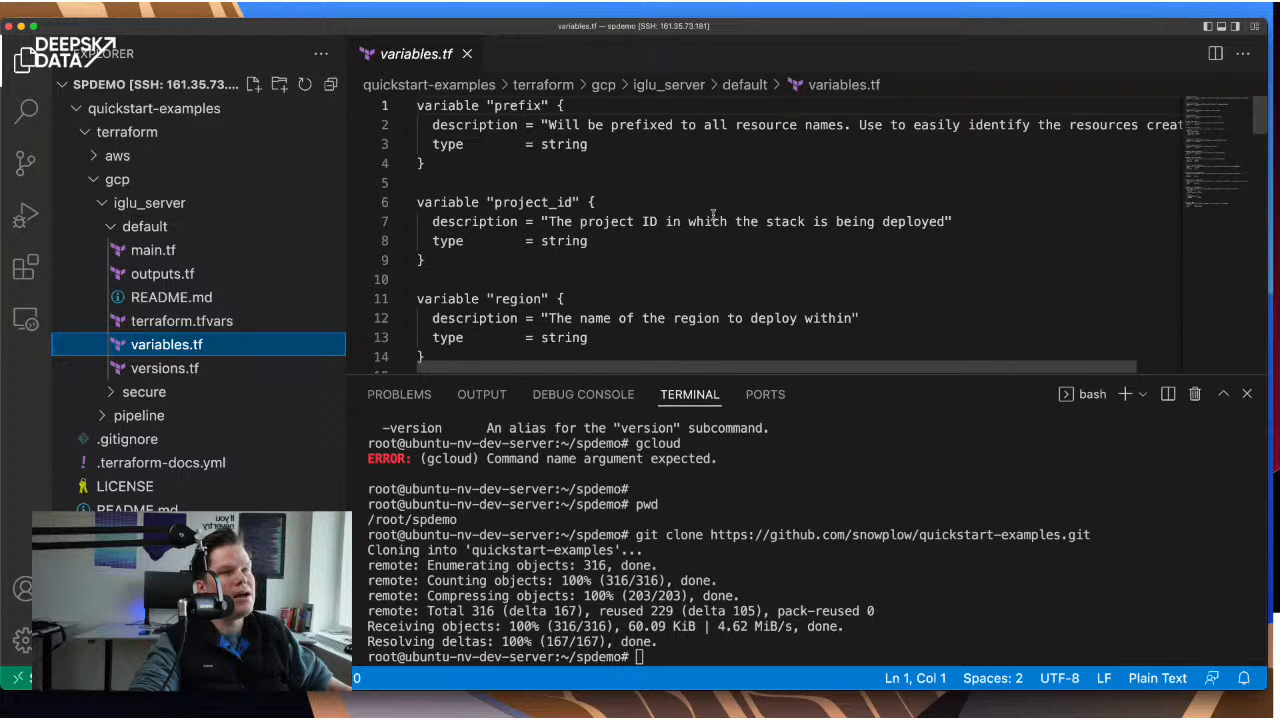 variables.tf — spdemo [SSH: 161.35.73.161]
DEEPSK
DATA
EXPLORER
variables.tf
SPDEMO [SSH: 161.35.73....
quickstart-examples
terraform
aws
gcp
iglu_server
default
main.tf
outputs.tf
README.md
terraform.tfvars
variables.tf
versions.tf
secure
pipeline
.gitignore
.terraform-docs.yml
LICENSE
README.md
quickstart-examples > terraform > gcp > iglu_server > default > variables.tf
1 variable "prefix" {
2 description = "Will be prefixed to all resource names. Use to easily identify the resources creat
3 type = string
4 }
5
6 variable "project_id" {
7 description = "The project ID in which the stack is being deployed"
8 type = string
9 }
10
11 variable "region" {
12 description = "The name of the region to deploy within"
13 type = string
14 }
PROBLEMS OUTPUT DEBUG CONSOLE TERMINAL PORTS bash
-version An alias for the "version" subcommand.
root@ubuntu-nv-dev-server:~/spdemo# gcloud
ERROR: (gcloud) Command name argument expected.
root@ubuntu-nv-dev-server:~/spdemo#
root@ubuntu-nv-dev-server:~/spdemo# pwd
/root/spdemo
root@ubuntu-nv-dev-server:~/spdemo# git clone https://github.com/snowplow/quickstart-examples.git
Cloning into 'quickstart-examples'...
remote: Enumerating objects: 316, done.
remote: Counting objects: 100% (316/316), done.
remote: Compressing objects: 100% (203/203), done.
remote: Total 316 (delta 167), reused 229 (delta 105), pack-reused 0
Receiving objects: 100% (316/316), 60.09 KiB | 4.62 MiB/s, done.
Resolving deltas: 100% (167/167), done.
root@ubuntu-nv-dev-server:~/spdemo#
if you
never try
0 Ln 1, Col 1 Spaces: 2 UTF-8 LF Plain Text